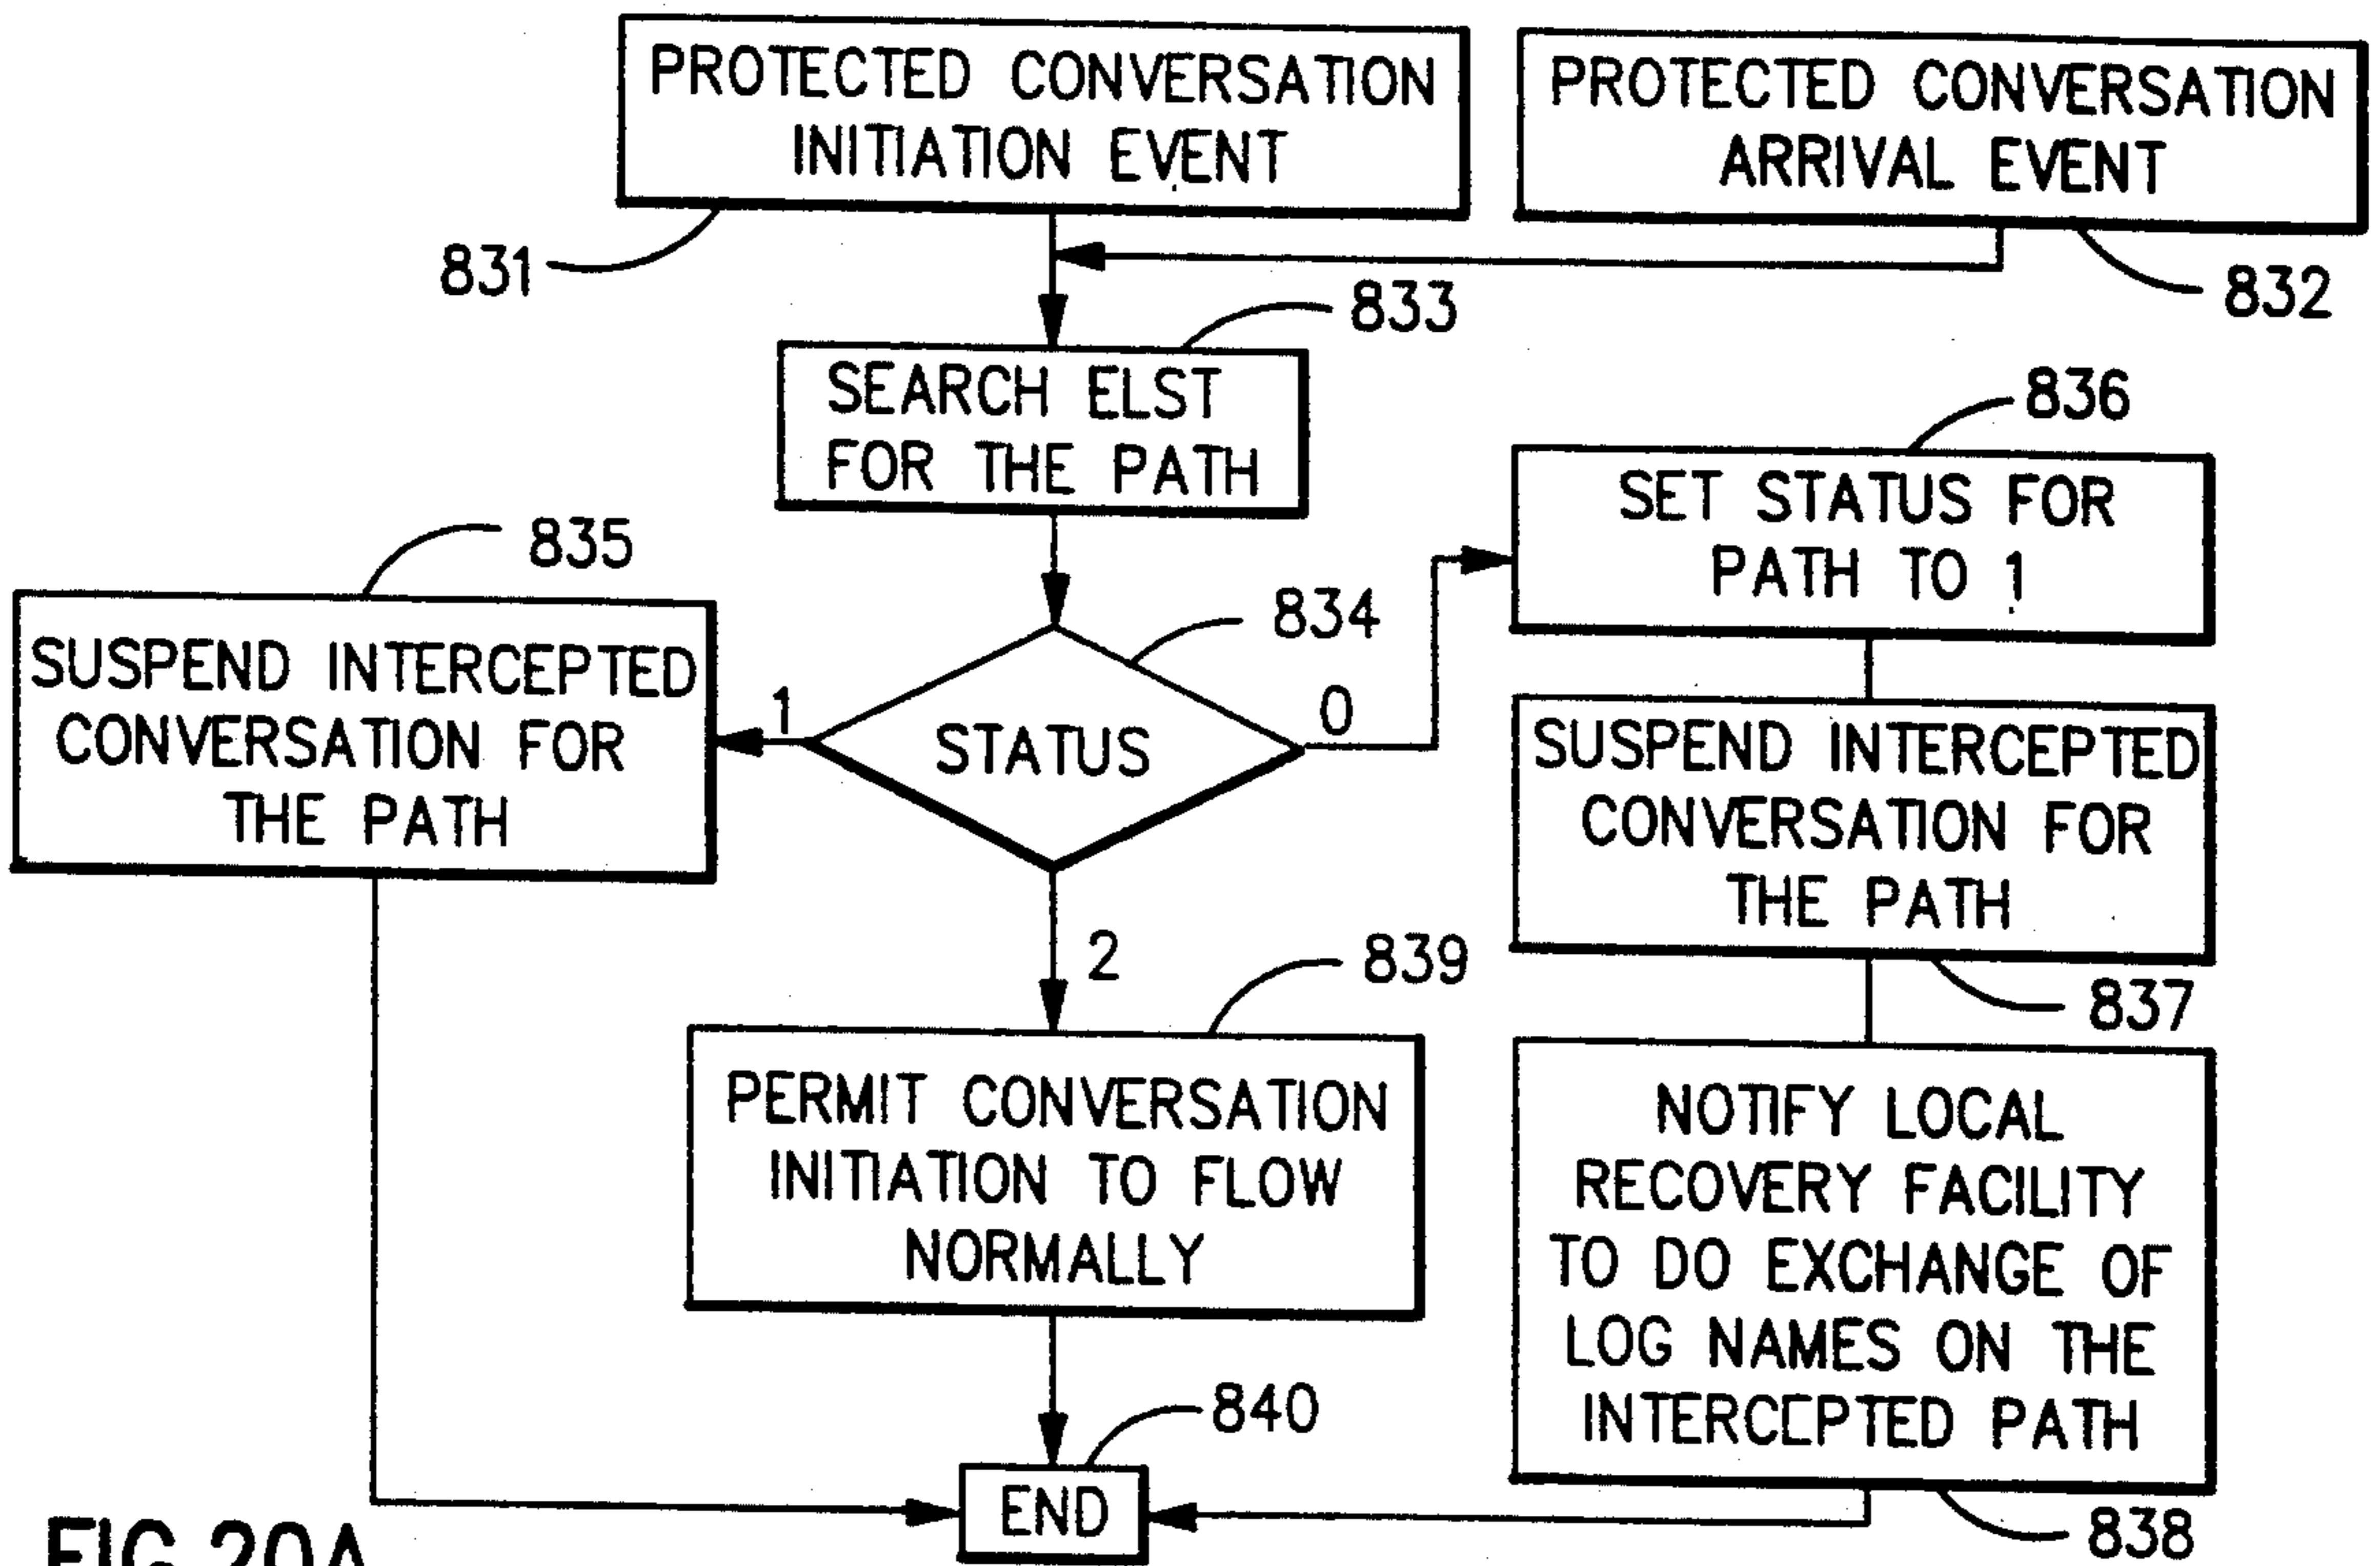 PROTECTED CONVERSATION
INITIATION EVENT
PROTECTED CONVERSATION
ARRIVAL EVENT
831
832
833
SEARCH ELST
FOR THE PATH
836
SET STATUS FOR
PATH TO 1
835
834
SUSPEND INTERCEPTED
CONVERSATION FOR
THE PATH
1
STATUS
0
SUSPEND INTERCEPTED
CONVERSATION FOR
THE PATH
2
839
837
PERMIT CONVERSATION
INITIATION TO FLOW
NORMALLY
NOTIFY LOCAL
RECOVERY FACILITY
TO DO EXCHANGE OF
LOG NAMES ON THE
INTERCEPTED PATH
840
END
838
FIG.20A